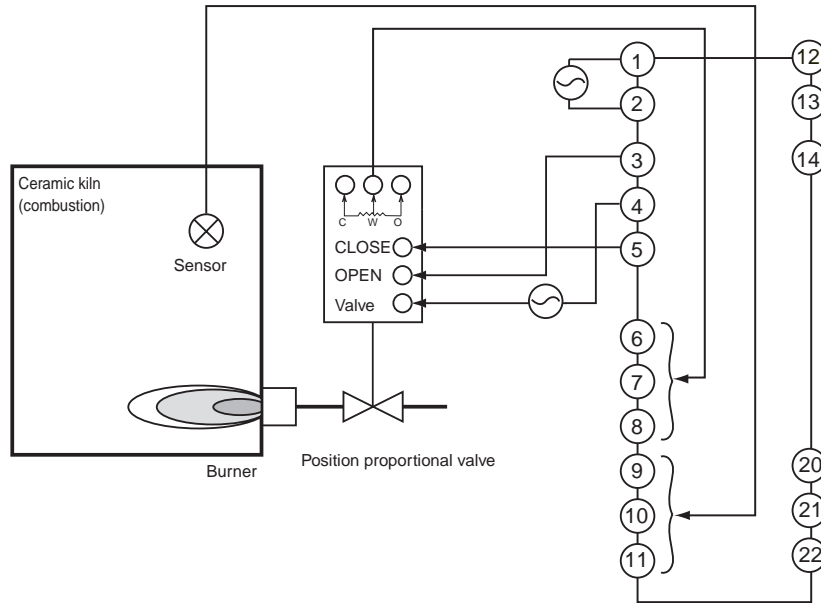 Ceramic kiln
(combustion)
Sensor
Burner
C W O
CLOSE
OPEN
Valve
Position proportional valve
1
2
3
4
5
6
7
8
9
10
11
12
13
14
20
21
22